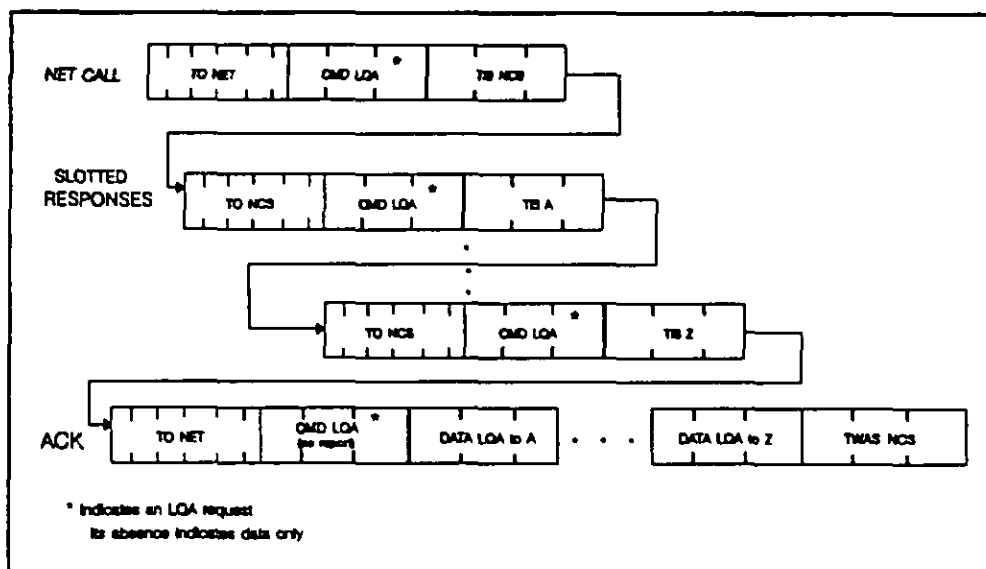 NET CALL
TO NET
CMD LQA *
TIS NCS
SLOTTED
RESPONSES
TO NCS
CMD LQA *
TIS A
TO NCS
CMD LQA *
TIS Z
ACK
TO NET
CMD LQA *
(no report)
DATA LQA to A
DATA LQA to Z
TWAS NCS
* Indicates an LQA request
Its absence indicates data only